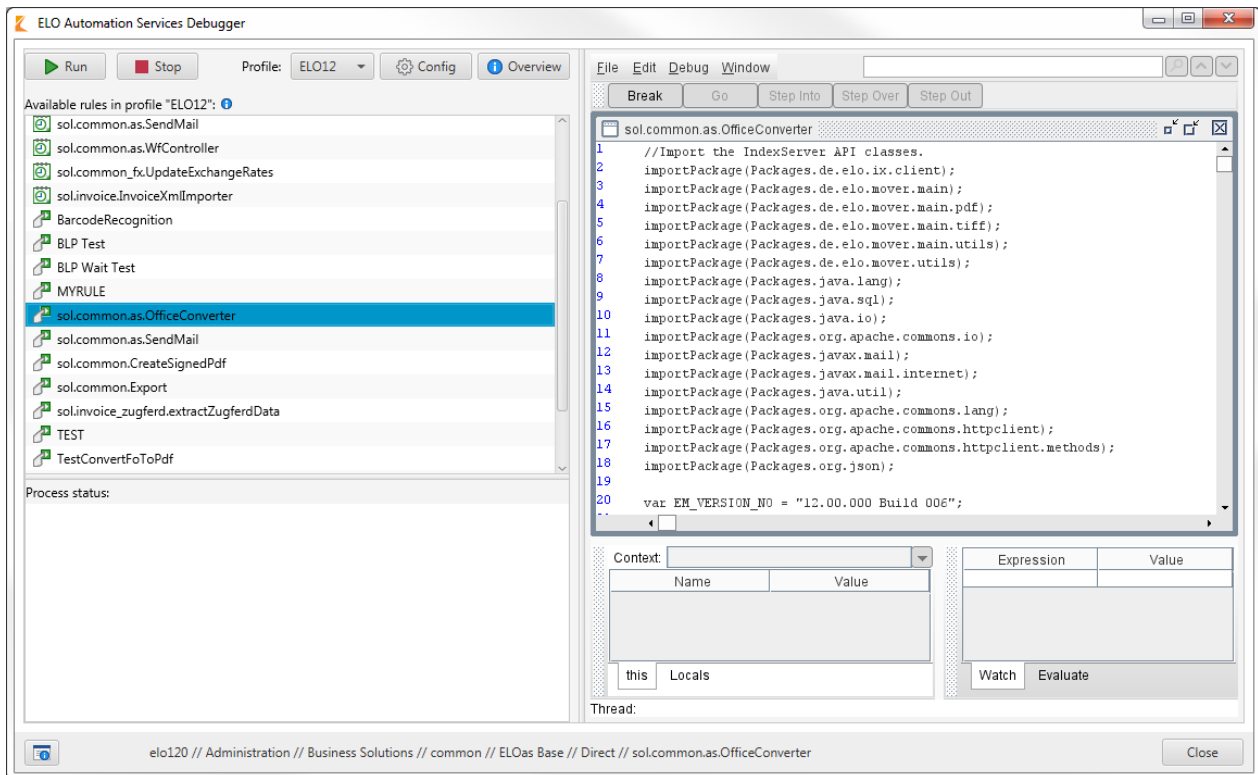 ELO Automation Services Debugger
Run Stop Profile: ELO12 Config Overview
Available rules in profile "ELO12":
sol.common.as.SendMail
sol.common.as.WfController
sol.common_fx.UpdateExchangeRates
sol.invoice.InvoiceXmlImporter
BarcodeRecognition
BLP Test
BLP Wait Test
MYRULE
sol.common.as.OfficeConverter
sol.common.as.SendMail
sol.common.CreateSignedPdf
sol.common.Export
sol.invoice_zugferd.extractZugferdData
TEST
TestConvertFoToPdf
Process status:
File Edit Debug Window
Break Go Step Into Step Over Step Out
sol.common.as.OfficeConverter
1 //Import the IndexServer API classes.
2 importPackage(Packages.de.elo.ix.client);
3 importPackage(Packages.de.elo.mover.main);
4 importPackage(Packages.de.elo.mover.main.pdf);
5 importPackage(Packages.de.elo.mover.main.tiff);
6 importPackage(Packages.de.elo.mover.main.utils);
7 importPackage(Packages.de.elo.mover.utils);
8 importPackage(Packages.java.lang);
9 importPackage(Packages.java.sql);
10 importPackage(Packages.java.io);
11 importPackage(Packages.org.apache.commons.io);
12 importPackage(Packages.javax.mail);
13 importPackage(Packages.javax.mail.internet);
14 importPackage(Packages.java.util);
15 importPackage(Packages.org.apache.commons.lang);
16 importPackage(Packages.org.apache.commons.httpclient);
17 importPackage(Packages.org.apache.commons.httpclient.methods);
18 importPackage(Packages.org.json);
19
20 var EM_VERSION_NO = "12.00.000 Build 006";
Context:
Name Value
this Locals
Expression Value
Watch Evaluate
Thread:
elo120 // Administration // Business Solutions // common // ELOas Base // Direct // sol.common.as.OfficeConverter
Close